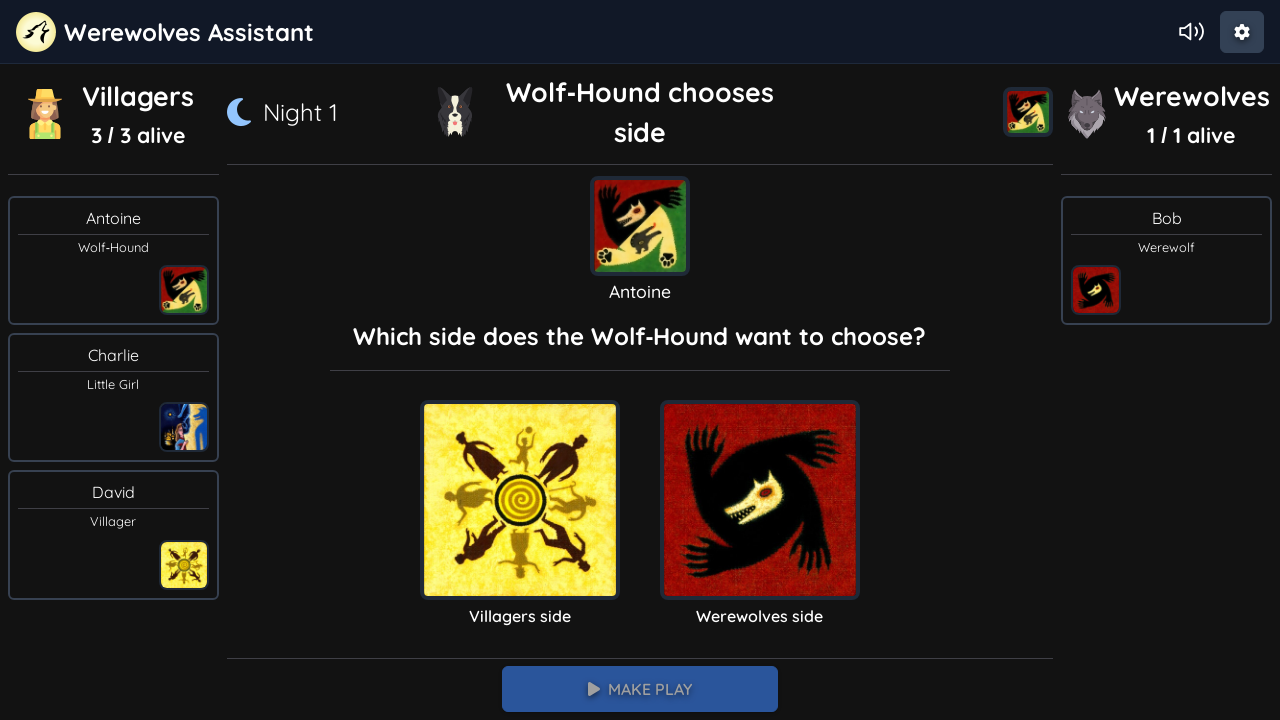 Werewolves Assistant
Villagers
3 / 3 alive
Night 1
Wolf-Hound chooses
side
Werewolves
1 / 1 alive
Antoine
Wolf-Hound
Charlie
Little Girl
David
Villager
Antoine
Which side does the Wolf-Hound want to choose?
Villagers side
Werewolves side
MAKE PLAY
Bob
Werewolf